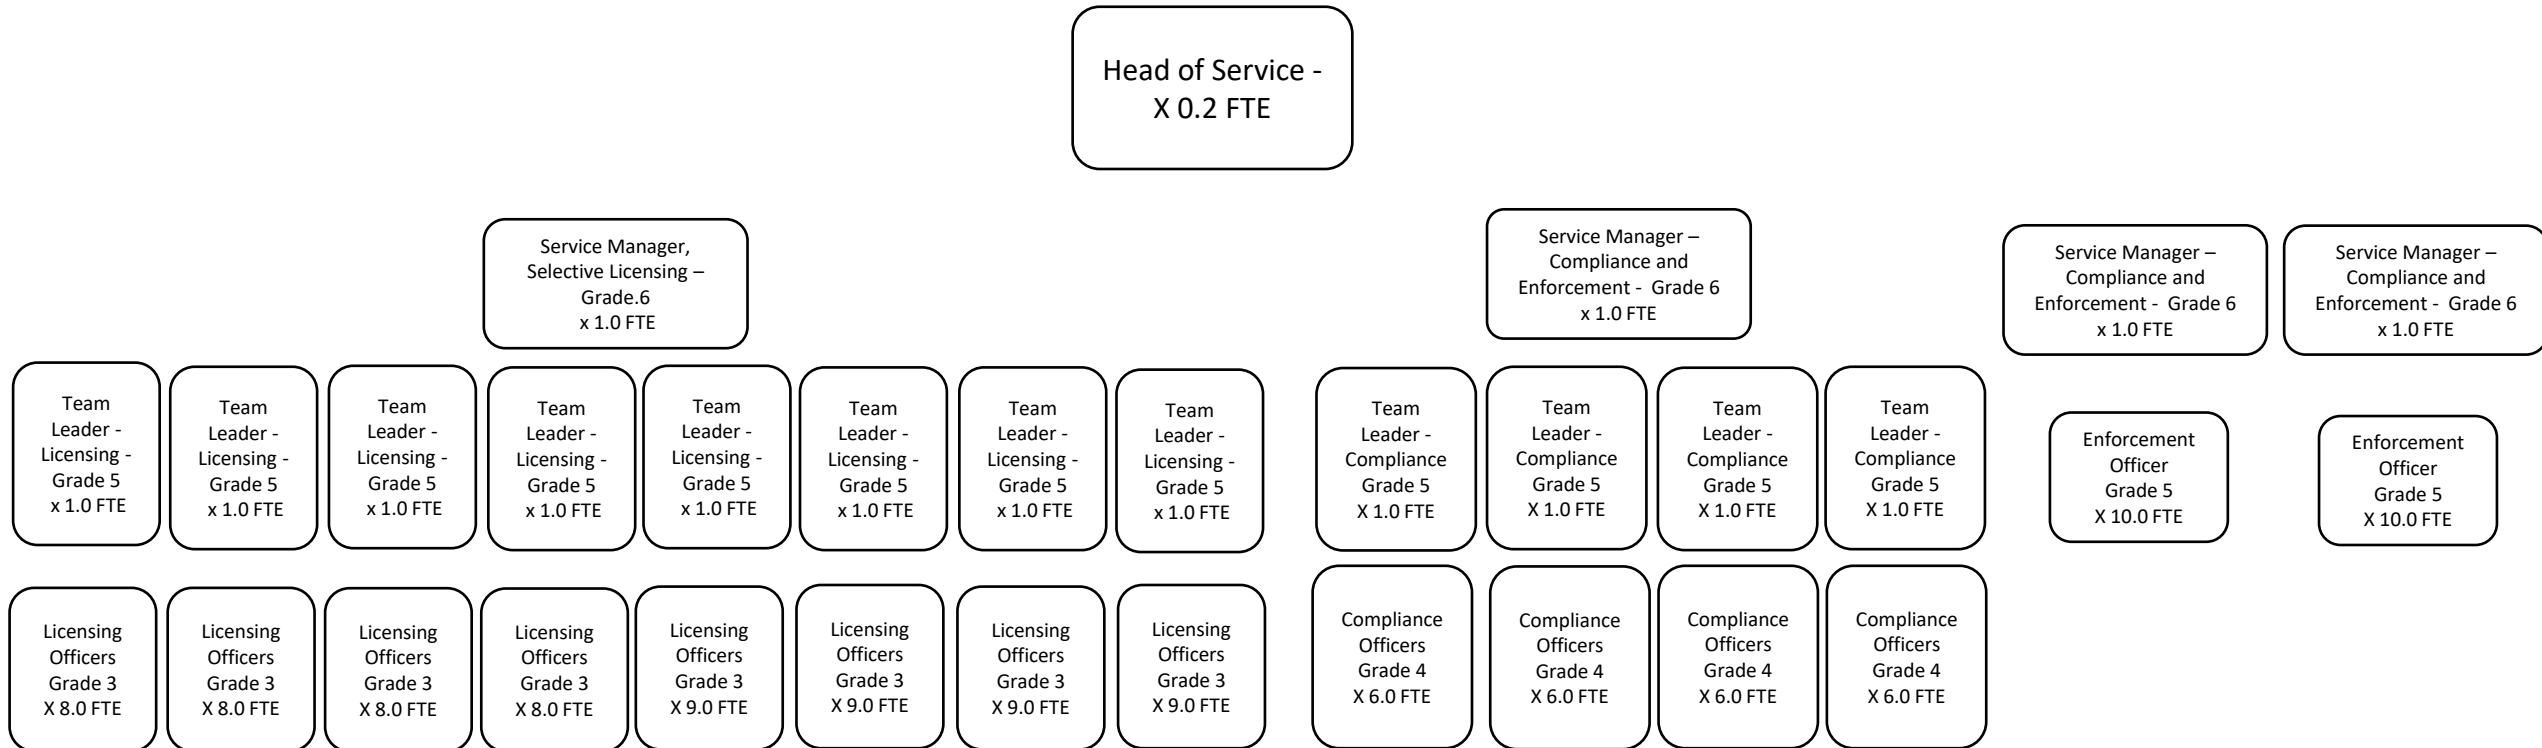 Head of Service -
X 0.2 FTE
Service Manager,
Selective Licensing –
Grade.6
x 1.0 FTE
Service Manager –
Compliance and
Enforcement -  Grade 6
x 1.0 FTE
Service Manager –
Compliance and
Enforcement -  Grade 6
x 1.0 FTE
Service Manager –
Compliance and
Enforcement -  Grade 6
x 1.0 FTE
Team
Leader -
Licensing -
Grade 5
x 1.0 FTE
Team
Leader -
Licensing -
Grade 5
x 1.0 FTE
Team
Leader -
Licensing -
Grade 5
x 1.0 FTE
Team
Leader -
Licensing -
Grade 5
x 1.0 FTE
Team
Leader -
Licensing -
Grade 5
x 1.0 FTE
Team
Leader -
Licensing -
Grade 5
x 1.0 FTE
Team
Leader -
Licensing -
Grade 5
x 1.0 FTE
Team
Leader -
Licensing -
Grade 5
x 1.0 FTE
Team
Leader -
Compliance
Grade 5
X 1.0 FTE
Team
Leader -
Compliance
Grade 5
X 1.0 FTE
Team
Leader -
Compliance
Grade 5
X 1.0 FTE
Team
Leader -
Compliance
Grade 5
X 1.0 FTE
Enforcement
Officer
Grade 5
X 10.0 FTE
Enforcement
Officer
Grade 5
X 10.0 FTE
Licensing
Officers
Grade 3
X 8.0 FTE
Licensing
Officers
Grade 3
X 8.0 FTE
Licensing
Officers
Grade 3
X 8.0 FTE
Licensing
Officers
Grade 3
X 8.0 FTE
Licensing
Officers
Grade 3
X 9.0 FTE
Licensing
Officers
Grade 3
X 9.0 FTE
Licensing
Officers
Grade 3
X 9.0 FTE
Licensing
Officers
Grade 3
X 9.0 FTE
Compliance
Officers
Grade 4
X 6.0 FTE
Compliance
Officers
Grade 4
X 6.0 FTE
Compliance
Officers
Grade 4
X 6.0 FTE
Compliance
Officers
Grade 4
X 6.0 FTE